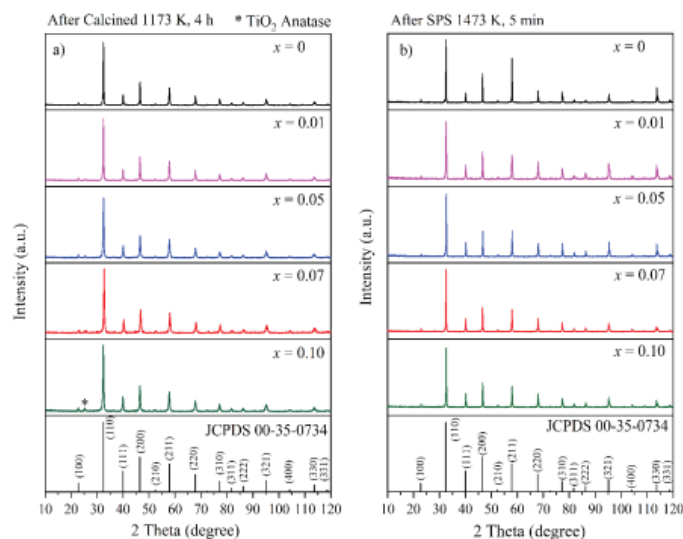 After Calcined 1173 K, 4 h * TiO₂ Anatase
a)
x = 0
x = 0.01
x = 0.05
x = 0.07
*
x = 0.10
JCPDS 00-35-0734
(100) (110) (111) (200) (210) (211) (220) (310) (311) (222) (321) (400) (330) (331)
10 20 30 40 50 60 70 80 90 100 110 120
2 Theta (degree)
Intensity (a.u.)
After SPS 1473 K, 5 min
b)
x = 0
x = 0.01
x = 0.05
x = 0.07
x = 0.10
JCPDS 00-35-0734
(100) (110) (111) (200) (210) (211) (220) (310) (311) (222) (321) (400) (330) (331)
10 20 30 40 50 60 70 80 90 100 110 120
2 Theta (degree)
Intensity (a.u.)